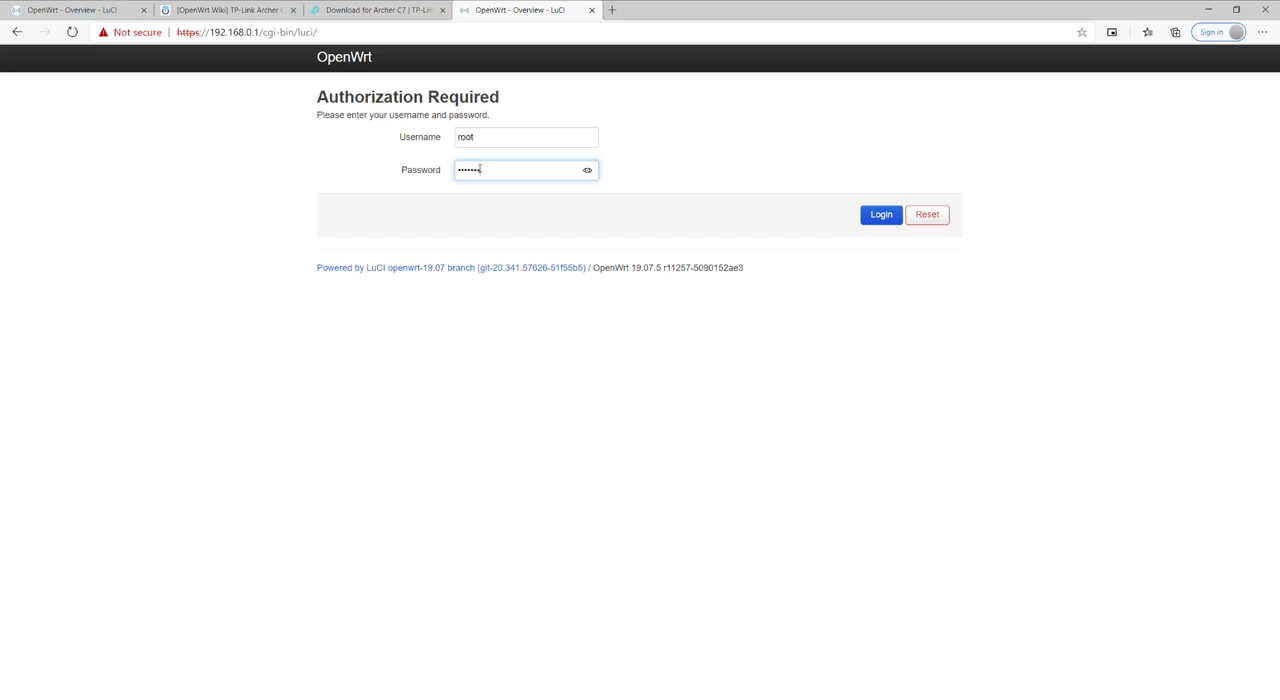 OpenWrt - Overview - LuCI [OpenWrt Wiki] TP-Link Archer Download for Archer C7 | TP-Lin OpenWrt - Overview - LuCI
Not secure https://192.168.0.1/cgi-bin/luci/ Sign in
OpenWrt
Authorization Required
Please enter your username and password.
Username root
Password
Login Reset
Powered by LuCI openwrt-19.07 branch (git-20.341.57626-51f55b5) / OpenWrt 19.07.5 r11257-5090152ae3